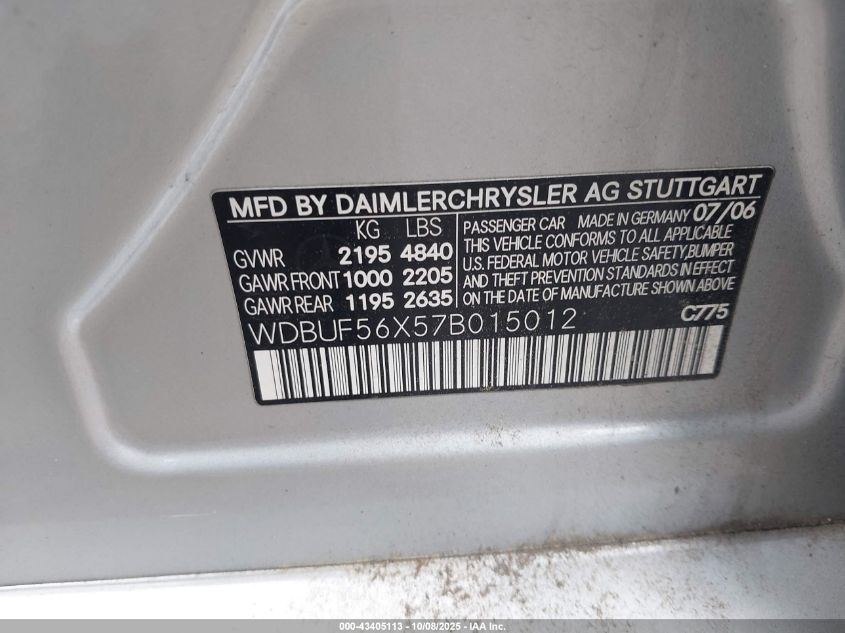 MFD BY DAIMLERCHRYSLER AG STUTTGART
KG LBS
GVWR 2195 4840
GAWR FRONT 1000 2205
GAWR REAR 1195 2635
PASSENGER CAR MADE IN GERMANY 07/06
THIS VEHICLE CONFORMS TO ALL APPLICABLE
U.S. FEDERAL MOTOR VEHICLE SAFETY,BUMPER
AND THEFT PREVENTION STANDARDS IN EFFECT
ON THE DATE OF MANUFACTURE SHOWN ABOVE
WDBUF56X57B015012 C775
000-43405113 - 10/08/2025 - IAA Inc.